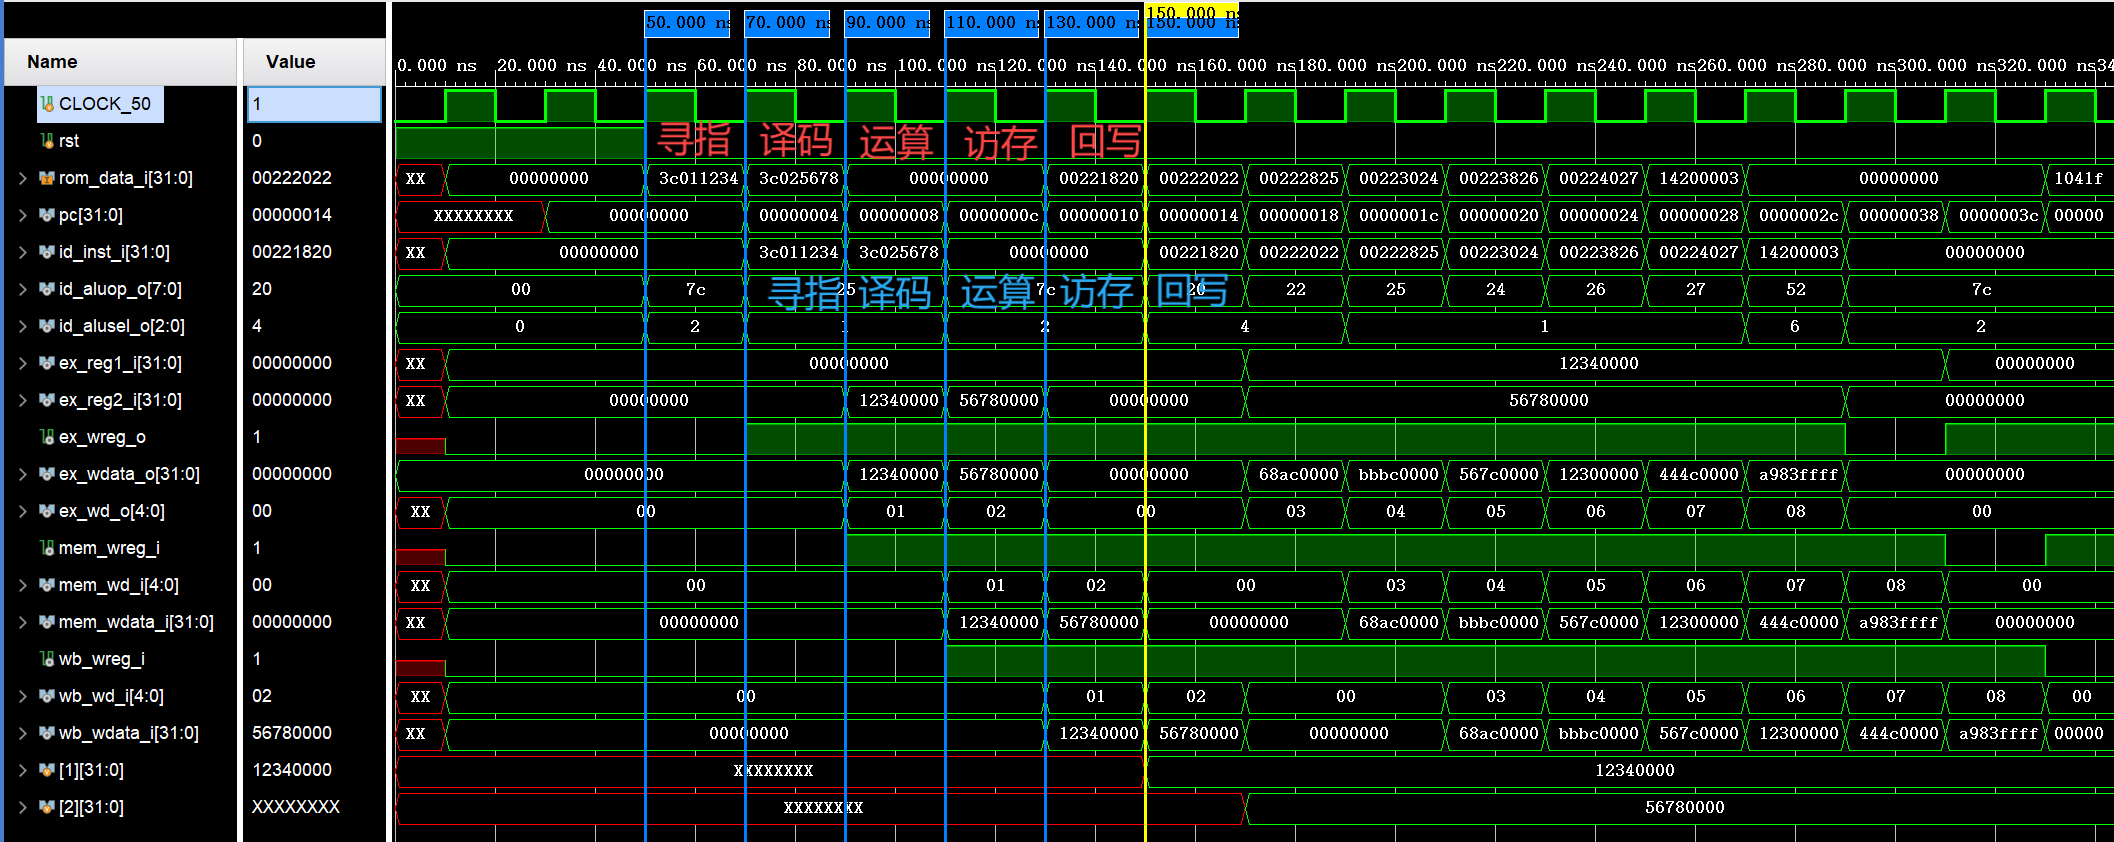 50.000 ns 70.000 ns 90.000 ns 110.000 ns 130.000 n 150.000 n
150.000 ns
Name Value
0.000 ns 20.000 ns 40.000 ns 60.000 ns 80.000 ns 100.000 ns 120.000 ns 140.000 ns 160.000 ns 180.000 ns 200.000 ns 220.000 ns 240.000 ns 260.000 ns 280.000 ns 300.000 ns 320.000 ns 34
CLOCK_50 1
rst 0 寻指 译码 运算 访存 回写
rom_data_i[31:0] 00222022 XX 00000000 3c011234 3c025678 00000000 00221820 00222022 00222825 00223024 00223826 00224027 14200003 00000000 1041f
pc[31:0] 00000014 XXXXXXXX 00000000 00000004 00000008 0000000c 00000010 00000014 00000018 0000001c 00000020 00000024 00000028 0000002c 00000038 0000003c 00000
id_inst_i[31:0] 00221820 XX 00000000 3c011234 3c025678 00000000 00221820 00222022 00222825 00223024 00223826 00224027 14200003 00000000
id_aluop_o[7:0] 20 00 7c 25 7c 20 22 25 24 26 27 52 7c
寻指 译码 运算 访存 回写
id_alusel_o[2:0] 4 0 2 1 2 4 1 6 2
ex_reg1_i[31:0] 00000000 XX 00000000 12340000 00000000
ex_reg2_i[31:0] 00000000 XX 00000000 12340000 56780000 00000000 56780000 00000000
ex_wreg_o 1
ex_wdata_o[31:0] 00000000 00000000 12340000 56780000 00000000 68ac0000 bbbc0000 567c0000 12300000 444c0000 a983ffff 00000000
ex_wd_o[4:0] 00 XX 00 01 02 00 03 04 05 06 07 08 00
mem_wreg_i 1
mem_wd_i[4:0] 00 XX 00 01 02 00 03 04 05 06 07 08 00
mem_wdata_i[31:0] 00000000 XX 00000000 12340000 56780000 00000000 68ac0000 bbbc0000 567c0000 12300000 444c0000 a983ffff 00000000
wb_wreg_i 1
wb_wd_i[4:0] 02 XX 00 01 02 00 03 04 05 06 07 08 00
wb_wdata_i[31:0] 56780000 XX 00000000 12340000 56780000 00000000 68ac0000 bbbc0000 567c0000 12300000 444c0000 a983ffff 00000
[1][31:0] 12340000 XXXXXXXX 12340000
[2][31:0] XXXXXXXX XXXXXXXX 56780000